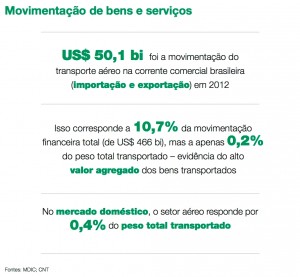 Movimentação de bens e serviços
US$ 50,1 bi foi a movimentação do
transporte aéreo na corrente comercial brasileira
(importação e exportação) em 2012
Isso corresponde a 10,7% da movimentação
financeira total (de US$ 466 bi), mas a apenas 0,2%
do peso total transportado – evidência do alto
valor agregado dos bens transportados
No mercado doméstico, o setor aéreo responde por
0,4% do peso total transportado
Fontes: MDIC; CNT